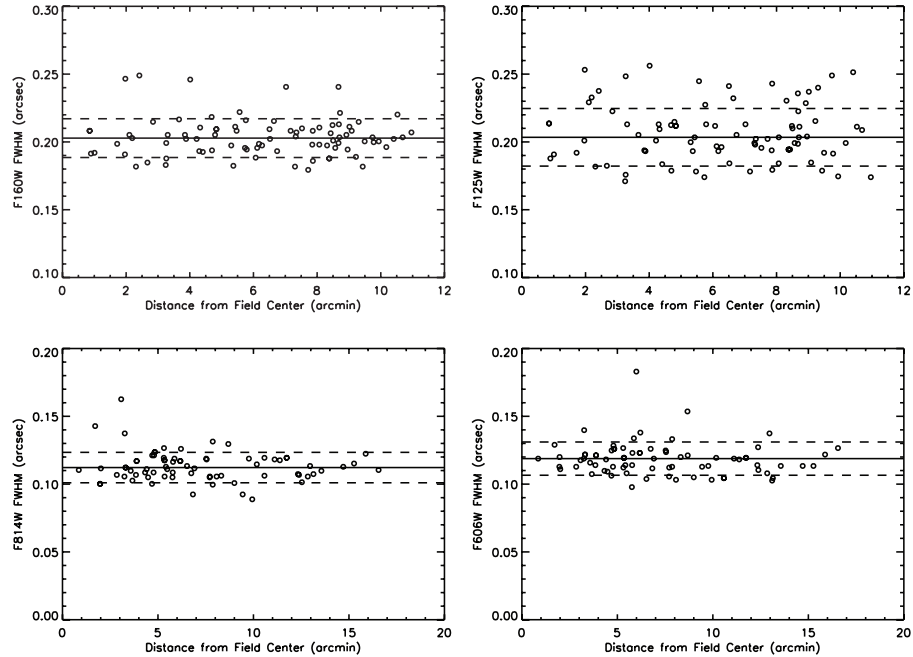 0.30
0.25
0.20
0.15
0.10
F160W FWHM (arcsec)
0 2 4 6 8 10 12
Distance from Field Center (arcmin)
0.30
0.25
0.20
0.15
0.10
F125W FWHM (arcsec)
0 2 4 6 8 10 12
Distance from Field Center (arcmin)
0.20
0.15
0.10
0.05
0.00
F814W FWHM (arcsec)
0 5 10 15 20
Distance from Field Center (arcmin)
0.20
0.15
0.10
0.05
0.00
F606W FWHM (arcsec)
0 5 10 15 20
Distance from Field Center (arcmin)